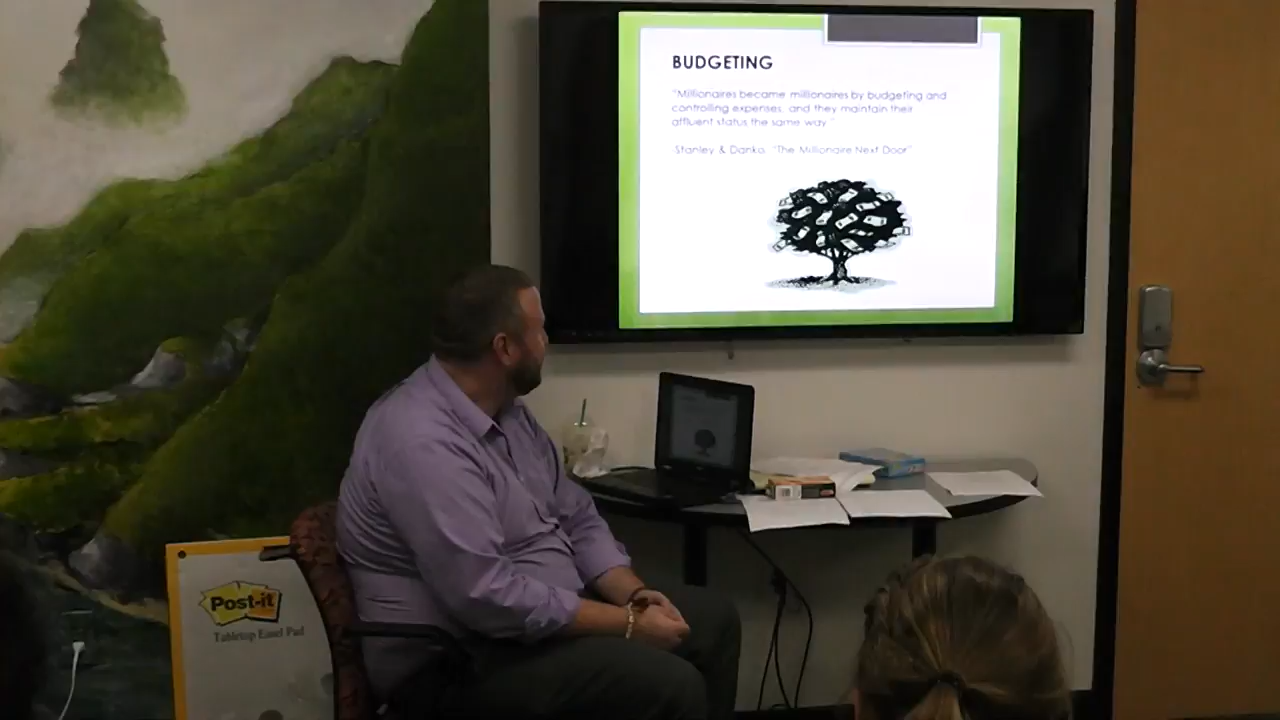 BUDGETING
"Millionaires became millionaires by budgeting and
controlling expenses and they maintain their
affluent status the same way."
-Stanley & Danko "The Millionaire Next Door"
Post-it
Tabletop Easel Pad